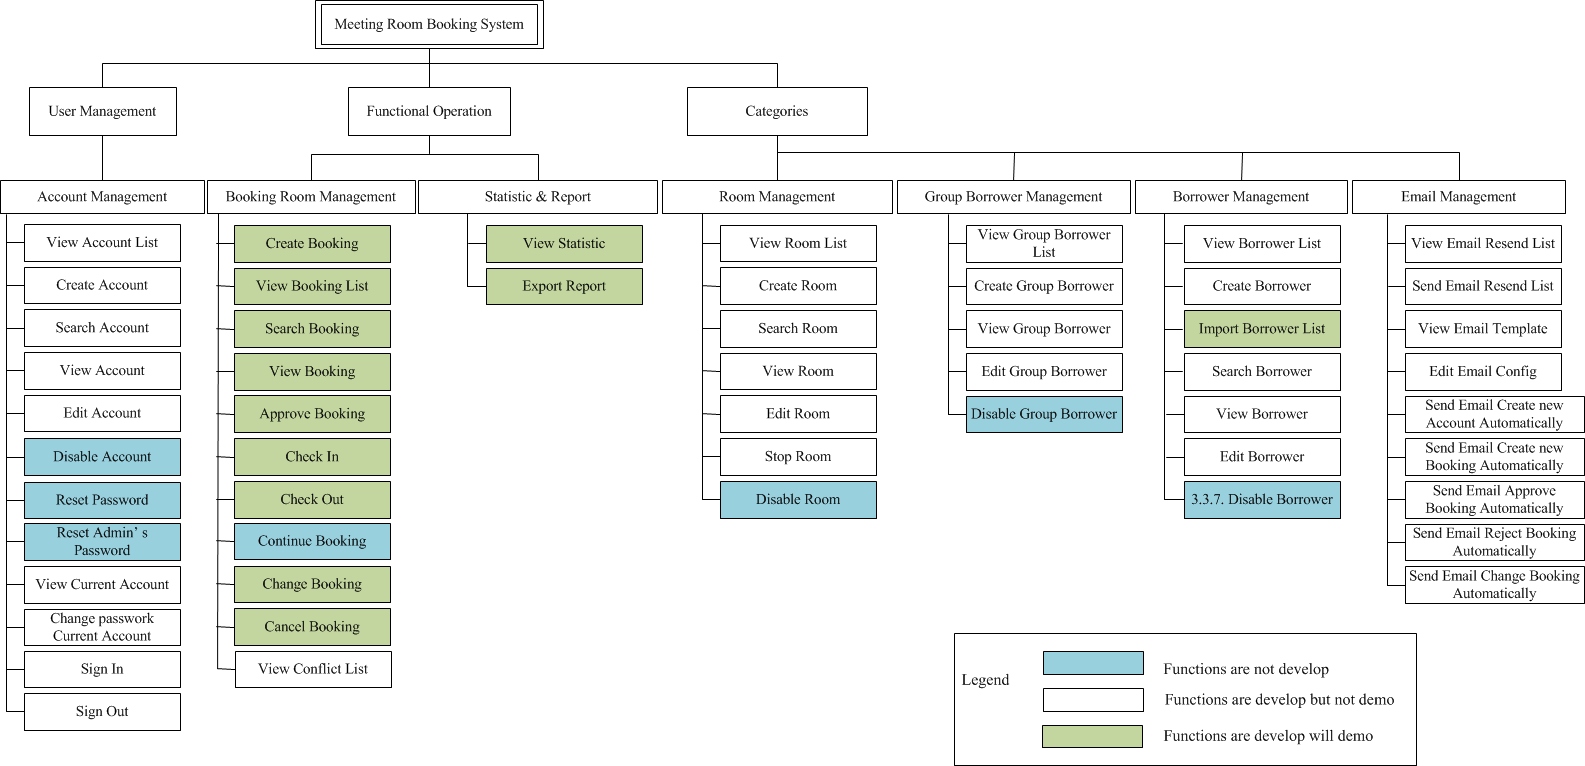 Meeting Room Booking System
User Management
Functional Operation
Categories
Account Management
Booking Room Management
Statistic & Report
Room Management
Group Borrower Management
Borrower Management
Email Management
View Account List
Create Account
Search Account
View Account
Edit Account
Disable Account
Reset Password
Reset Admin' s
Password
View Current Account
Change passwork
Current Account
Sign In
Sign Out
Create Booking
View Booking List
Search Booking
View Booking
Approve Booking
Check In
Check Out
Continue Booking
Change Booking
Cancel Booking
View Conflict List
View Statistic
Export Report
View Room List
Create Room
Search Room
View Room
Edit Room
Stop Room
Disable Room
View Group Borrower
List
Create Group Borrower
View Group Borrower
Edit Group Borrower
Disable Group Borrower
View Borrower List
Create Borrower
Import Borrower List
Search Borrower
View Borrower
Edit Borrower
3.3.7. Disable Borrower
View Email Resend List
Send Email Resend List
View Email Template
Edit Email Config
Send Email Create new
Account Automatically
Send Email Create new
Booking Automatically
Send Email Approve
Booking Automatically
Send Email Reject Booking
Automatically
Send Email Change Booking
Automatically
Legend
Functions are not develop
Functions are develop but not demo
Functions are develop will demo